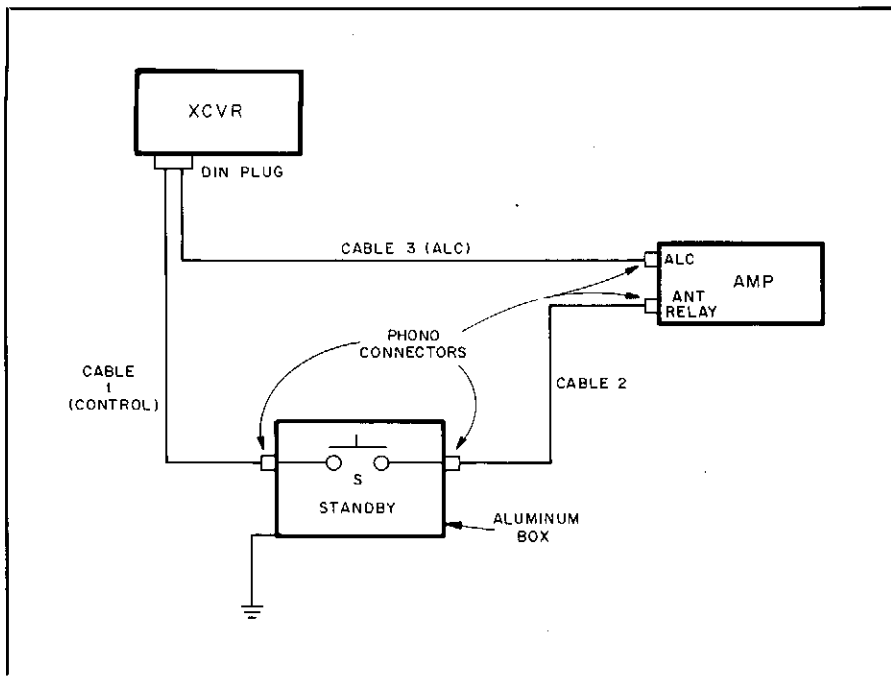 XCVR
DIN PLUG
CABLE 3 (ALC)
ALC
AMP
ANT
RELAY
PHONO
CONNECTORS
CABLE
1
(CONTROL)
CABLE 2
S
STANDBY
ALUMINUM
BOX